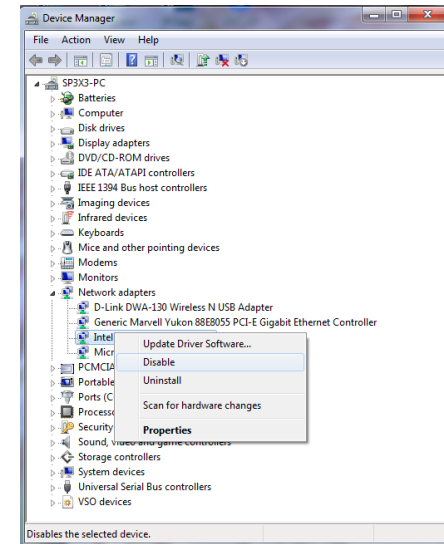 Device Manager
File Action View Help
SP3X3-PC
Batteries
Computer
Disk drives
Display adapters
DVD/CD-ROM drives
IDE ATA/ATAPI controllers
IEEE 1394 Bus host controllers
Imaging devices
Infrared devices
Keyboards
Mice and other pointing devices
Modems
Monitors
Network adapters
D-Link DWA-130 Wireless N USB Adapter
Generic Marvell Yukon 88E8055 PCI-E Gigabit Ethernet Controller
Intel
Micr
PCMCIA
Portable
Ports (C
Process
Security
Sound, video and game controllers
Storage controllers
System devices
Universal Serial Bus controllers
VSO devices
Update Driver Software...
Disable
Uninstall
Scan for hardware changes
Properties
Disables the selected device.